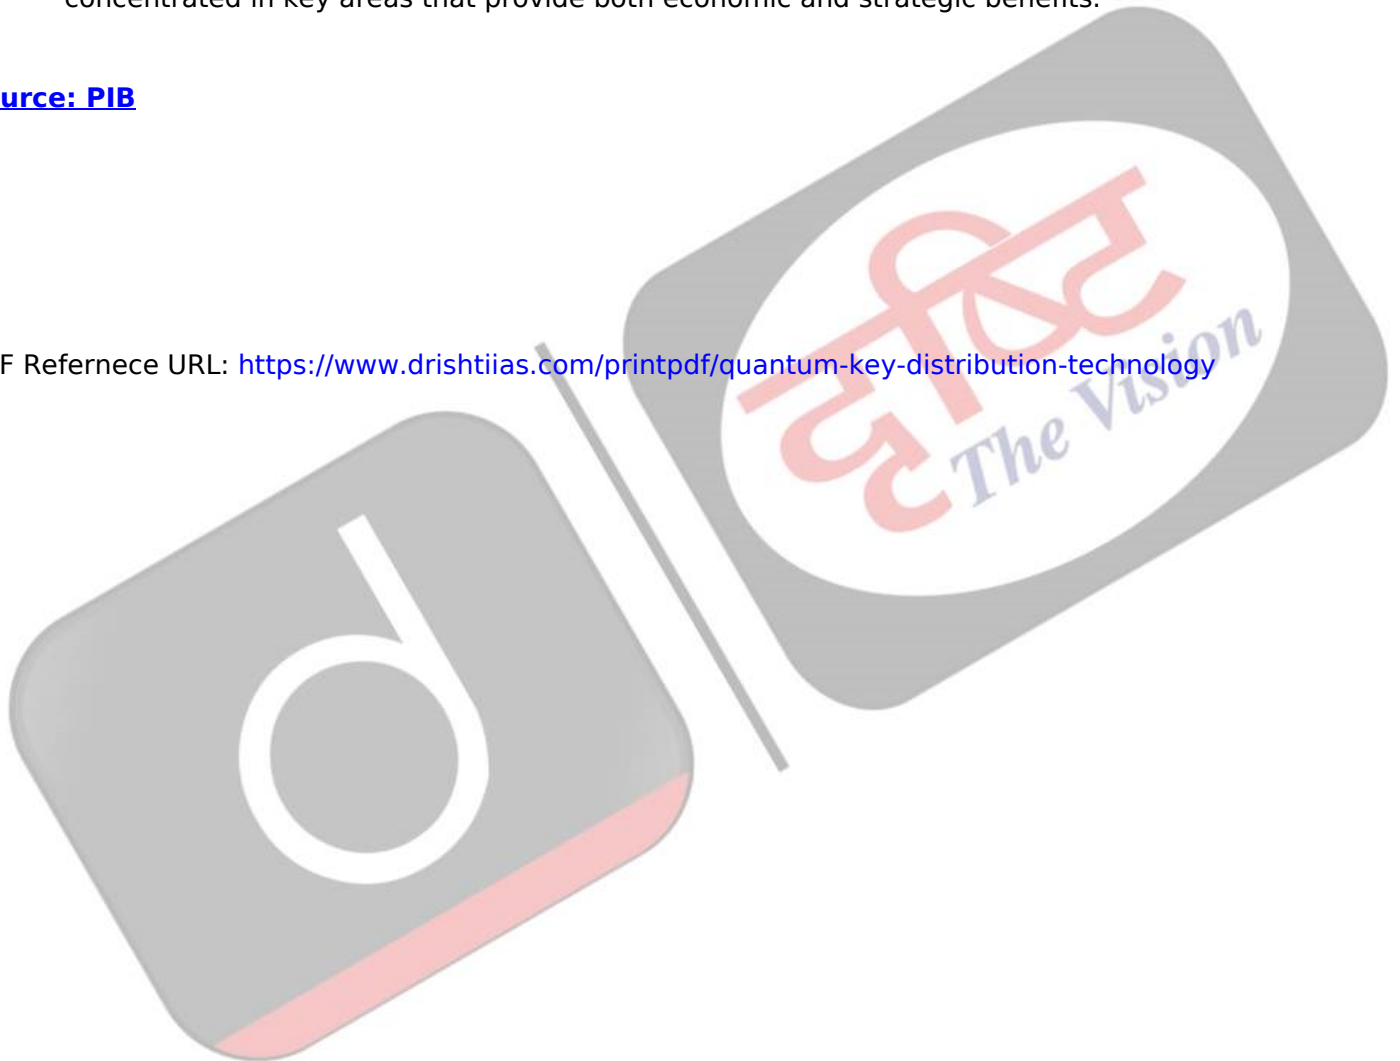 concentrated in key areas that provide both economic and strategic benefits.
urce: PIB
F Refernece URL: https://www.drishtiias.com/printpdf/quantum-key-distribution-technology
दृष्टि
The Vision
d